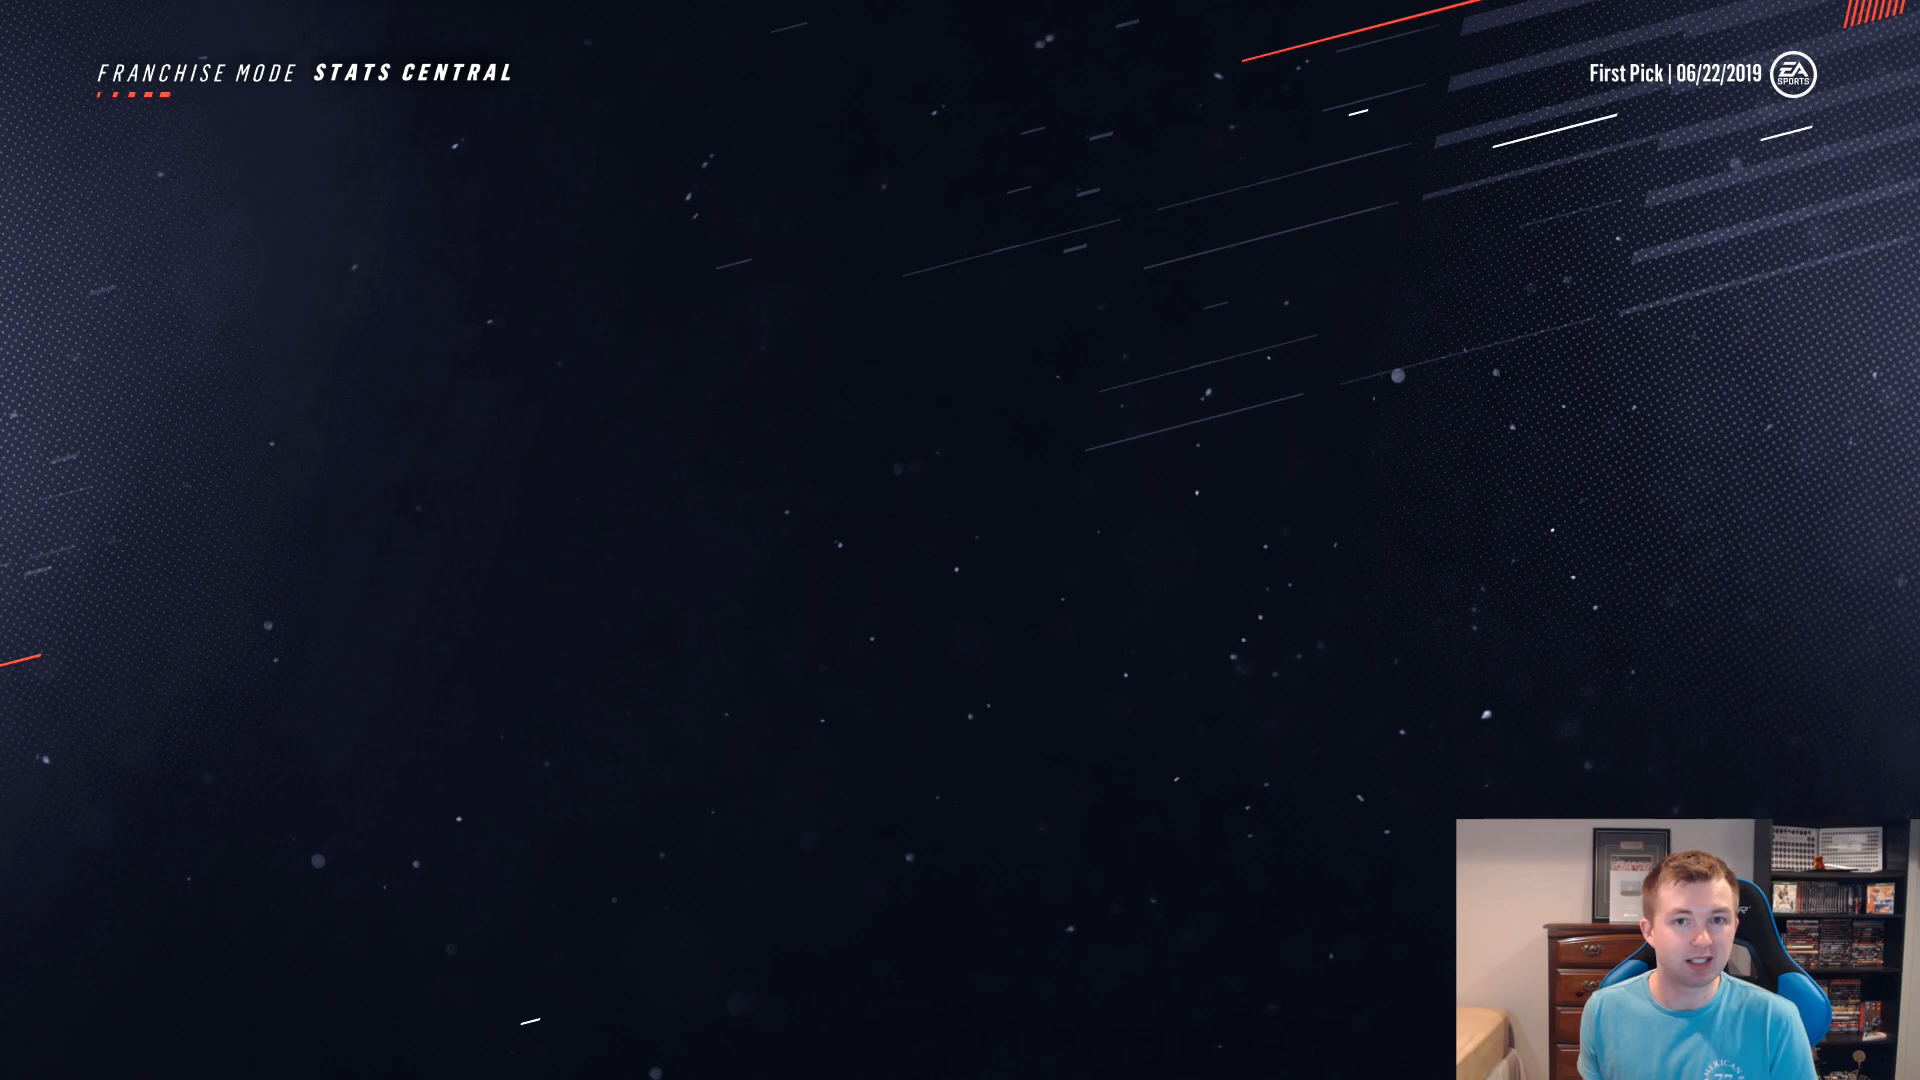 FRANCHISE MODE STATS CENTRAL
First Pick | 06/22/2019
EA
SPORTS